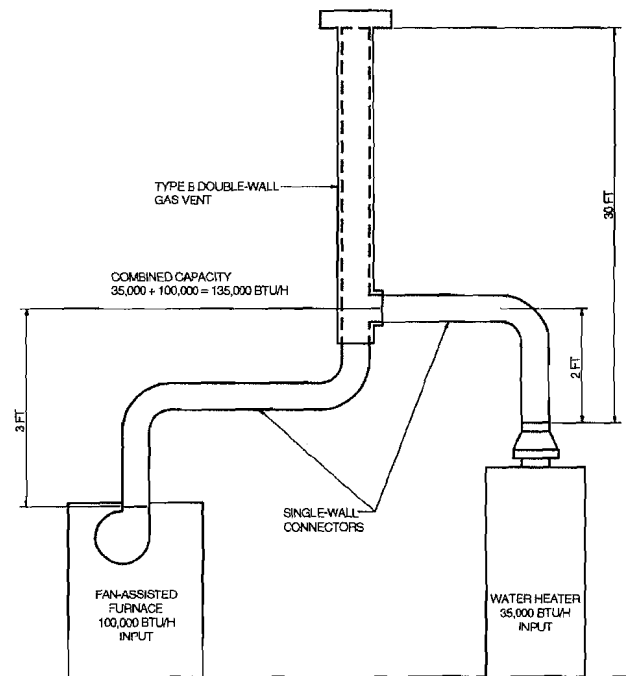 TYPE B DOUBLE-WALL
GAS VENT
30 FT
COMBINED CAPACITY
35,000 + 100,000 = 135,000 BTU/H
2 FT
3 FT
SINGLE-WALL
CONNECTORS
FAN-ASSISTED
FURNACE
100,000 BTU/H
INPUT
WATER HEATER
35,000 BTU/H
INPUT